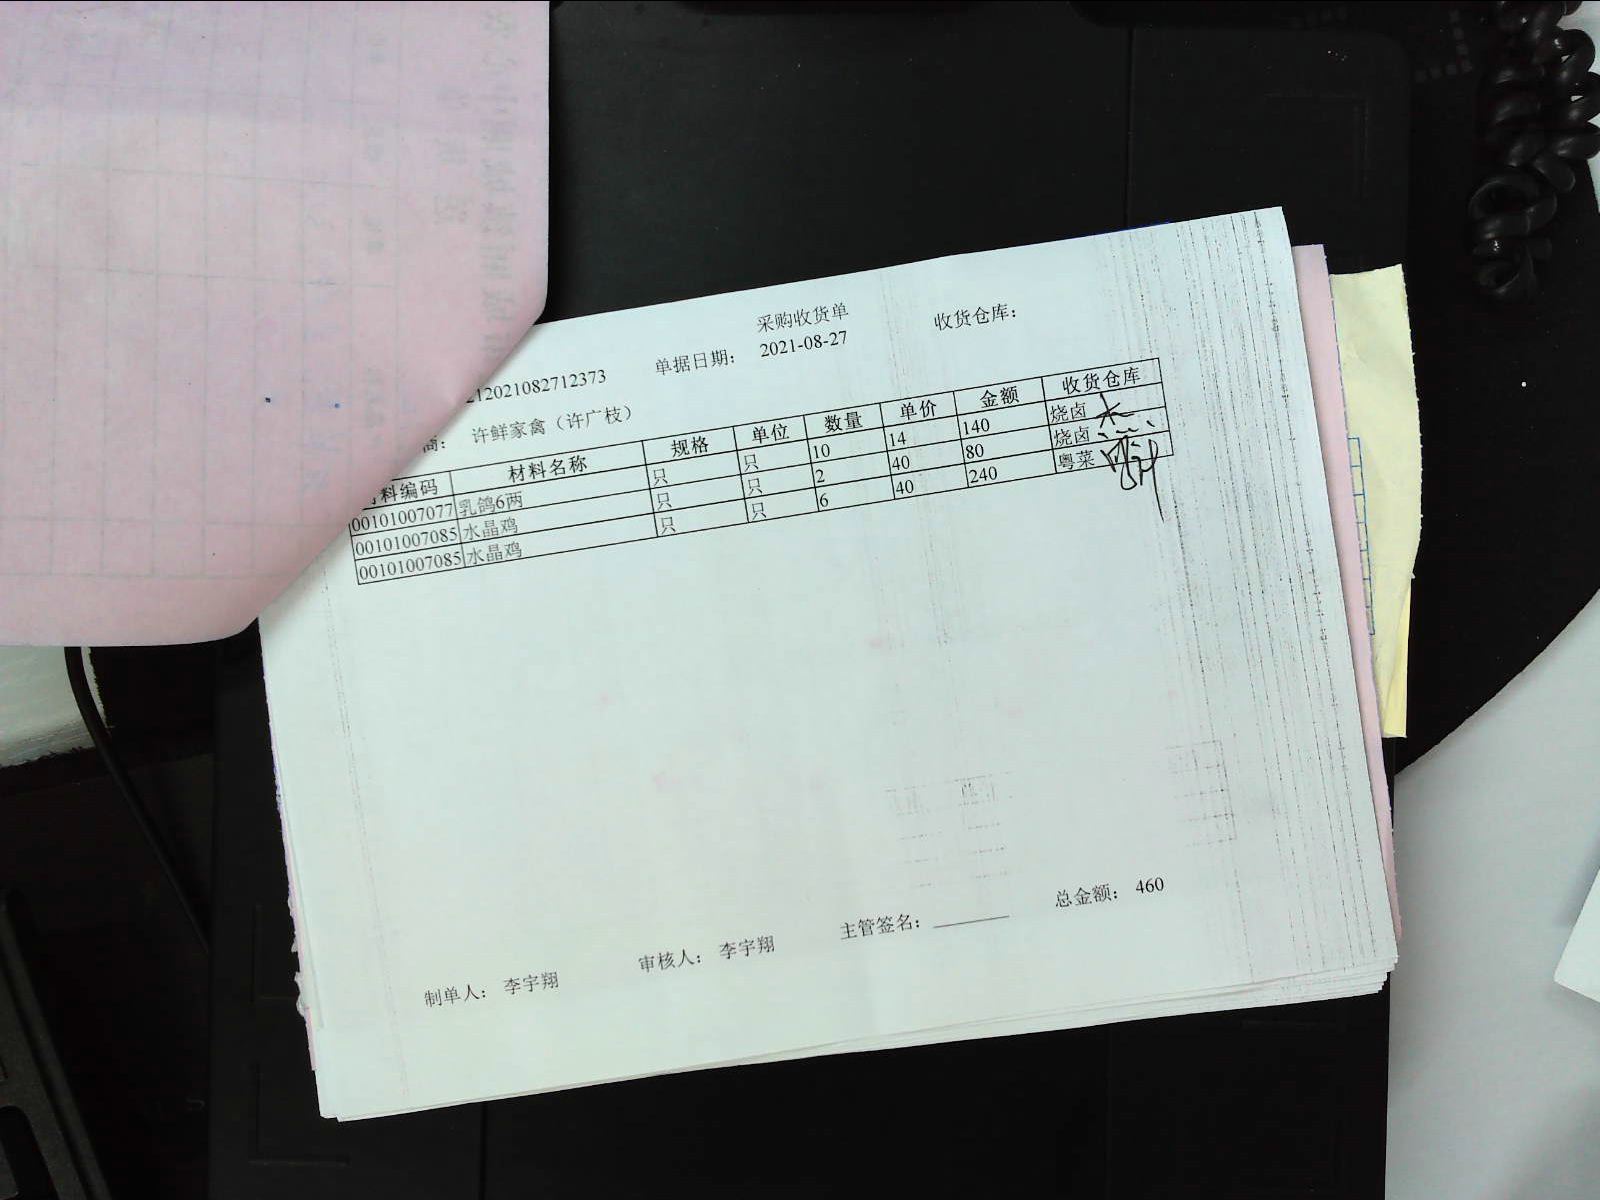 采购收货单
212021082712373 单据日期： 2021-08-27 收货仓库：
商： 许鲜家禽（许广枝）
料编码 材料名称 规格 单位 数量 单价 金额 收货仓库
00101007077 乳鸽6两 只 只 10 14 140 烧卤
00101007085 水晶鸡 只 只 2 40 80 烧卤
00101007085 水晶鸡 只 只 6 40 240 粤菜
制单人： 李宇翔 审核人： 李宇翔 主管签名： 总金额： 460